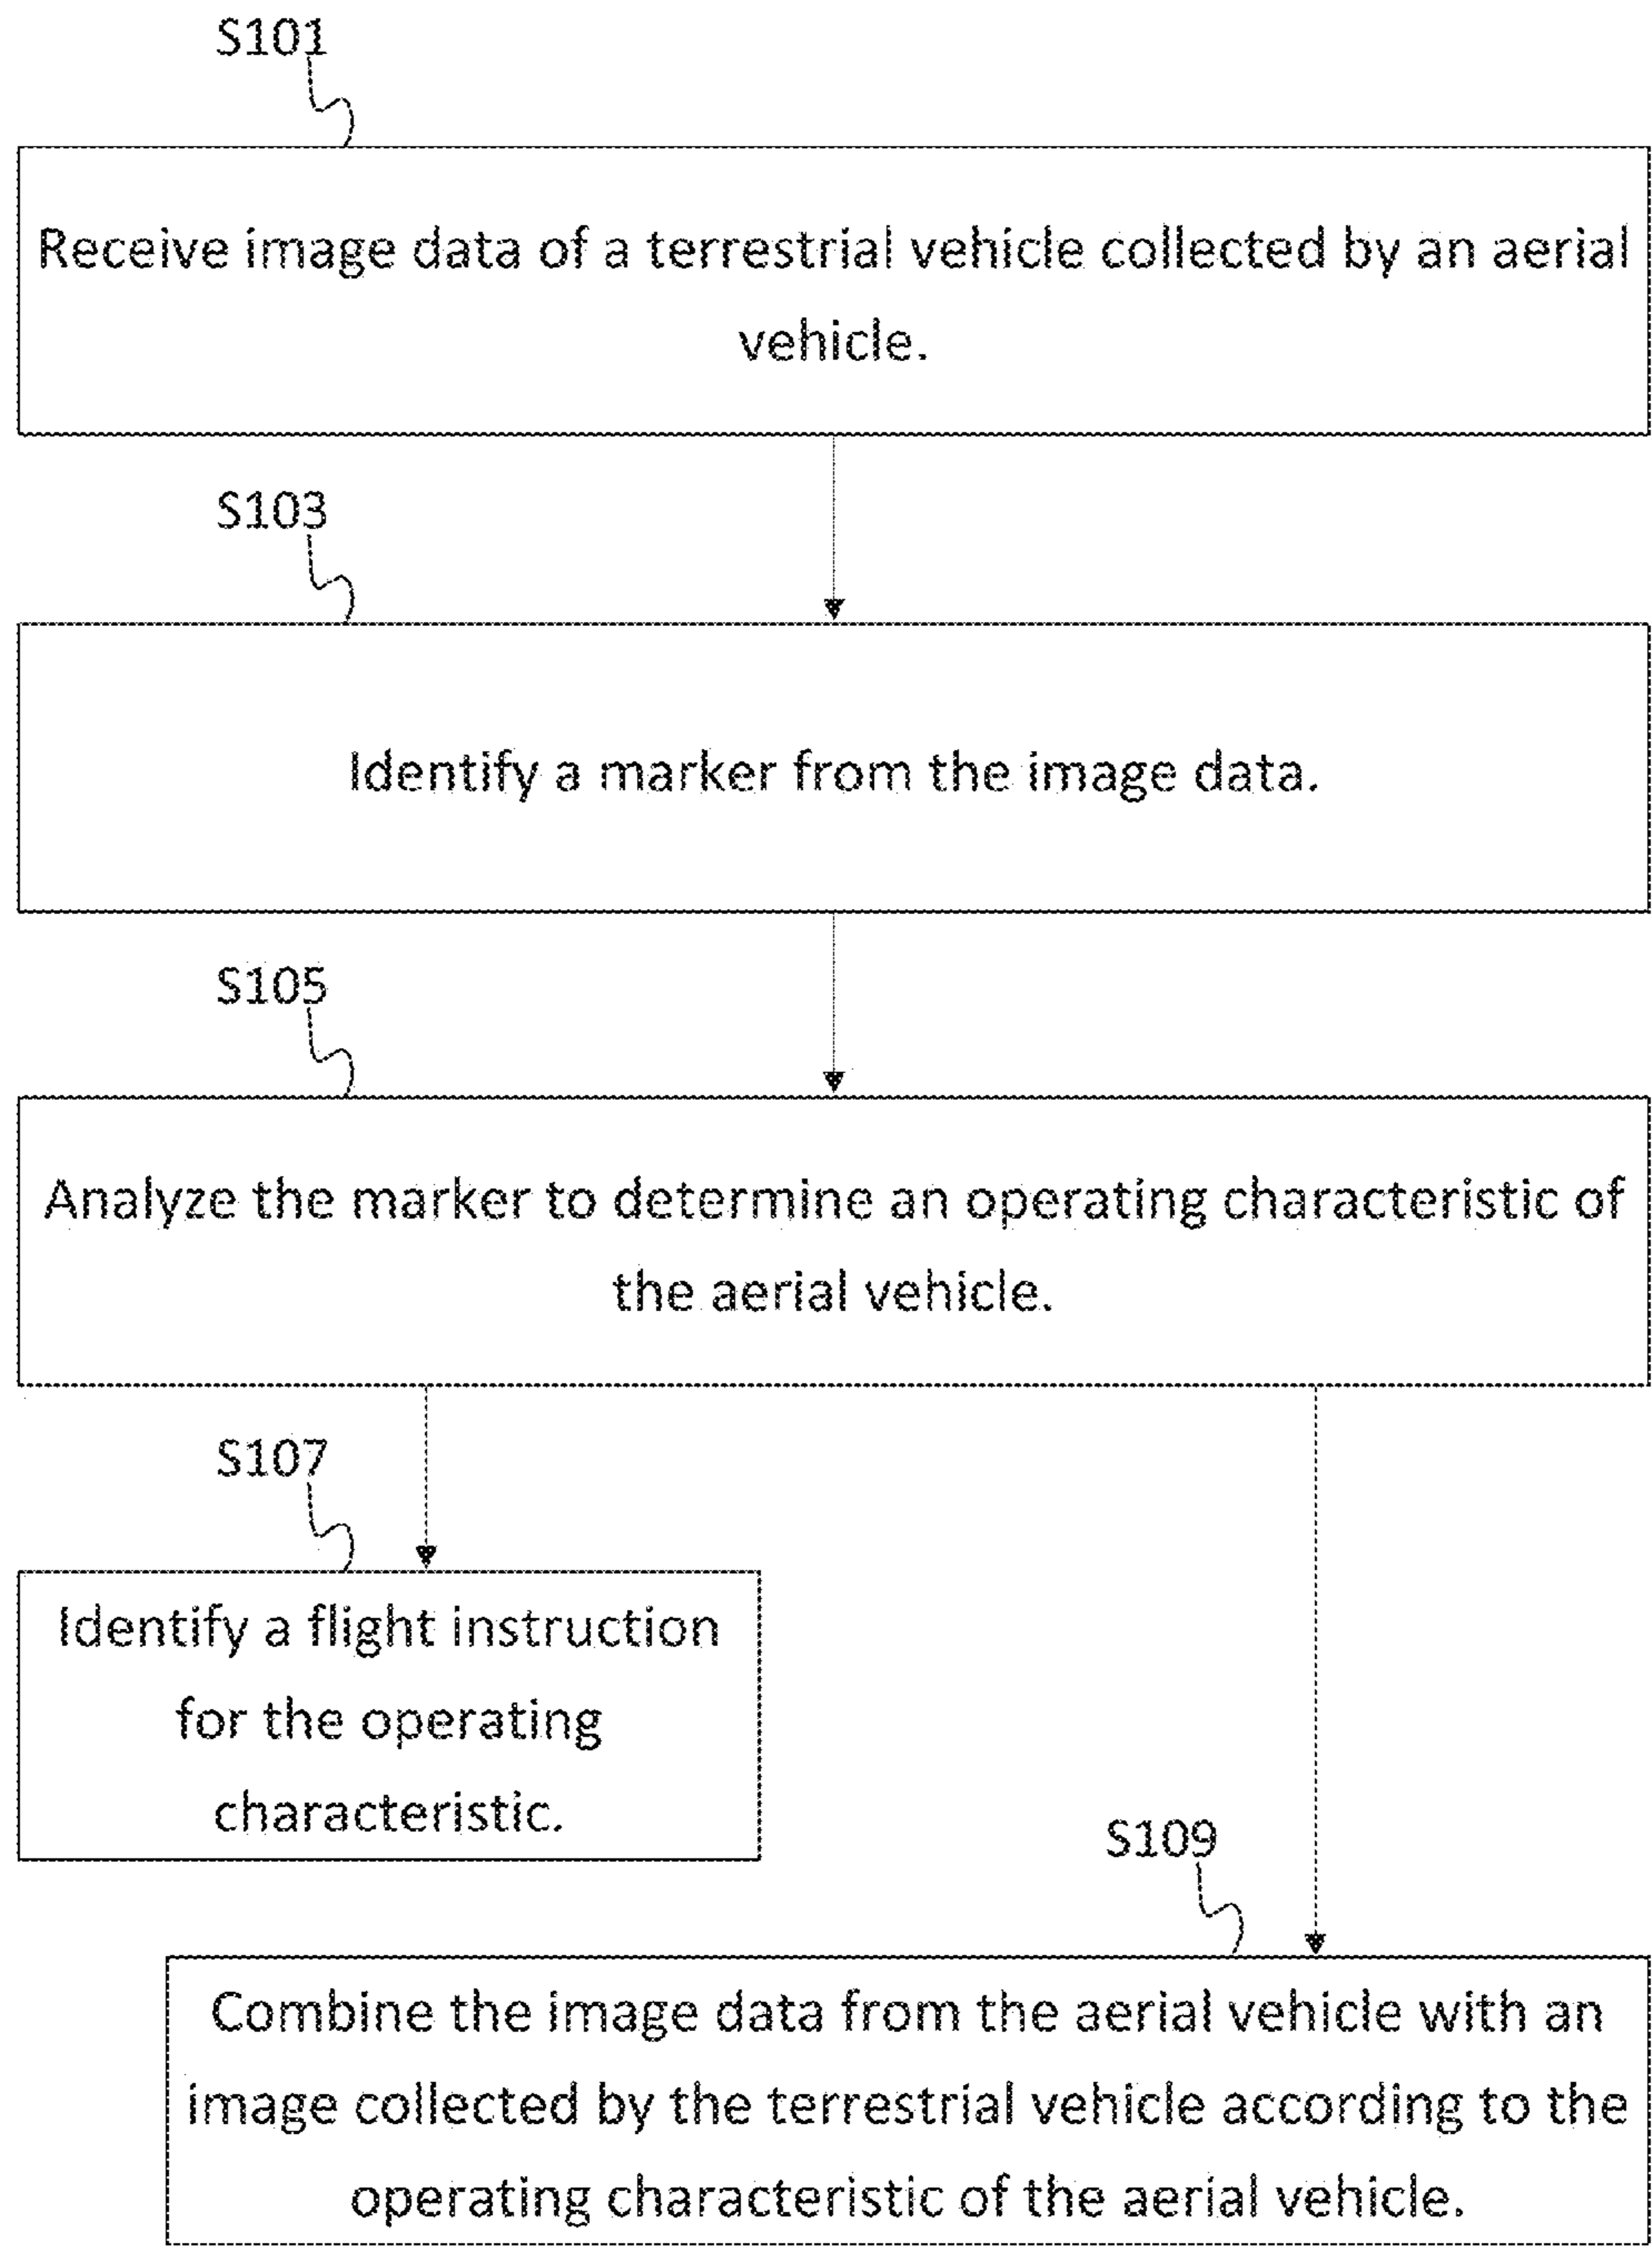 S101
Receive image data of a terrestrial vehicle collected by an aerial
vehicle.
S103
Identify a marker from the image data.
S105
Analyze the marker to determine an operating characteristic of
the aerial vehicle.
S107
Identify a flight instruction
for the operating
characteristic.
S109
Combine the image data from the aerial vehicle with an
image collected by the terrestrial vehicle according to the
operating characteristic of the aerial vehicle.